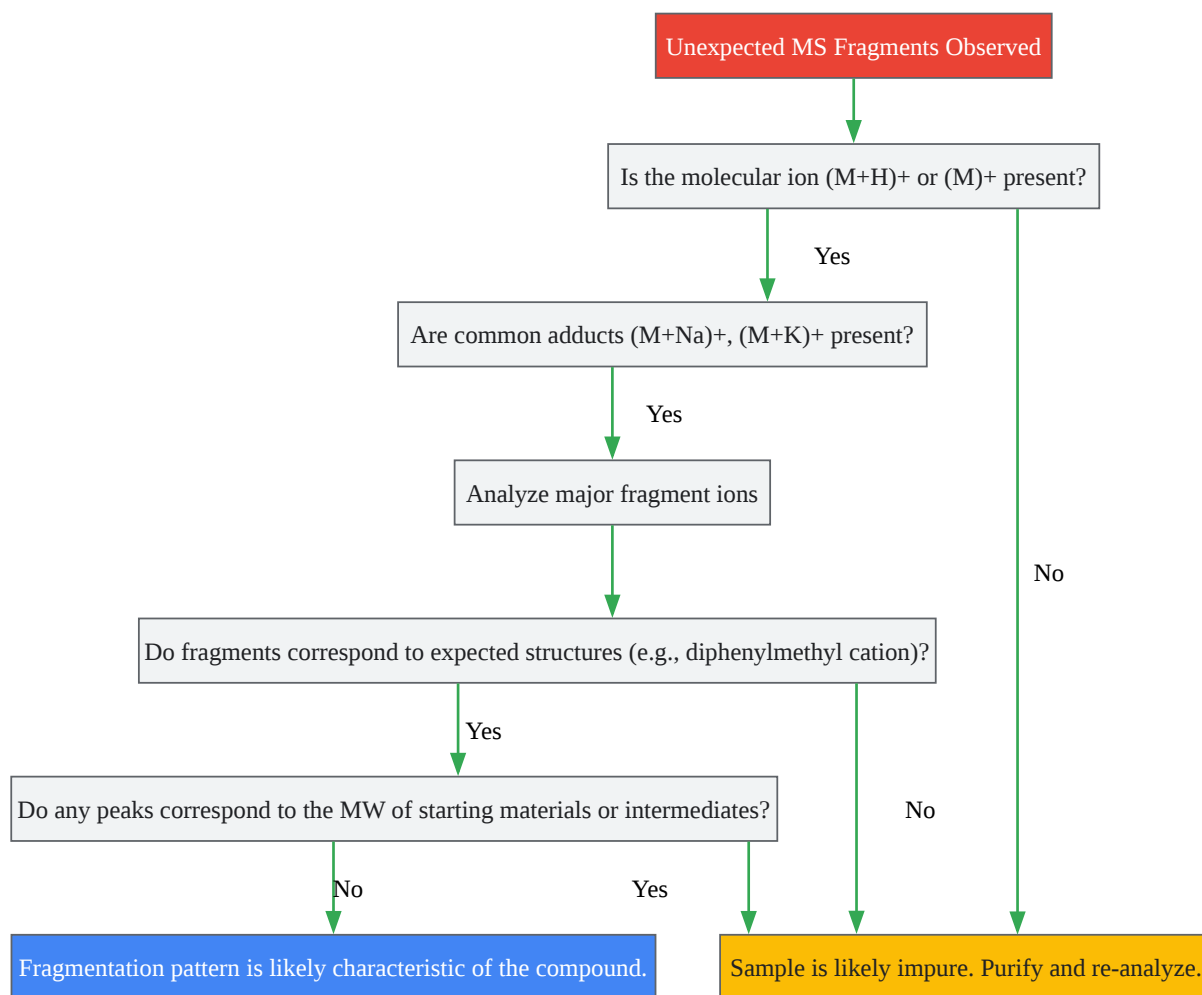 Unexpected MS Fragments Observed
Is the molecular ion (M+H)+ or (M)+ present?
Yes
Are common adducts (M+Na)+, (M+K)+ present?
Yes
Analyze major fragment ions
No
Do fragments correspond to expected structures (e.g., diphenylmethyl cation)?
Yes
Do any peaks correspond to the MW of starting materials or intermediates?
No
No
Yes
Fragmentation pattern is likely characteristic of the compound.
Sample is likely impure. Purify and re-analyze.